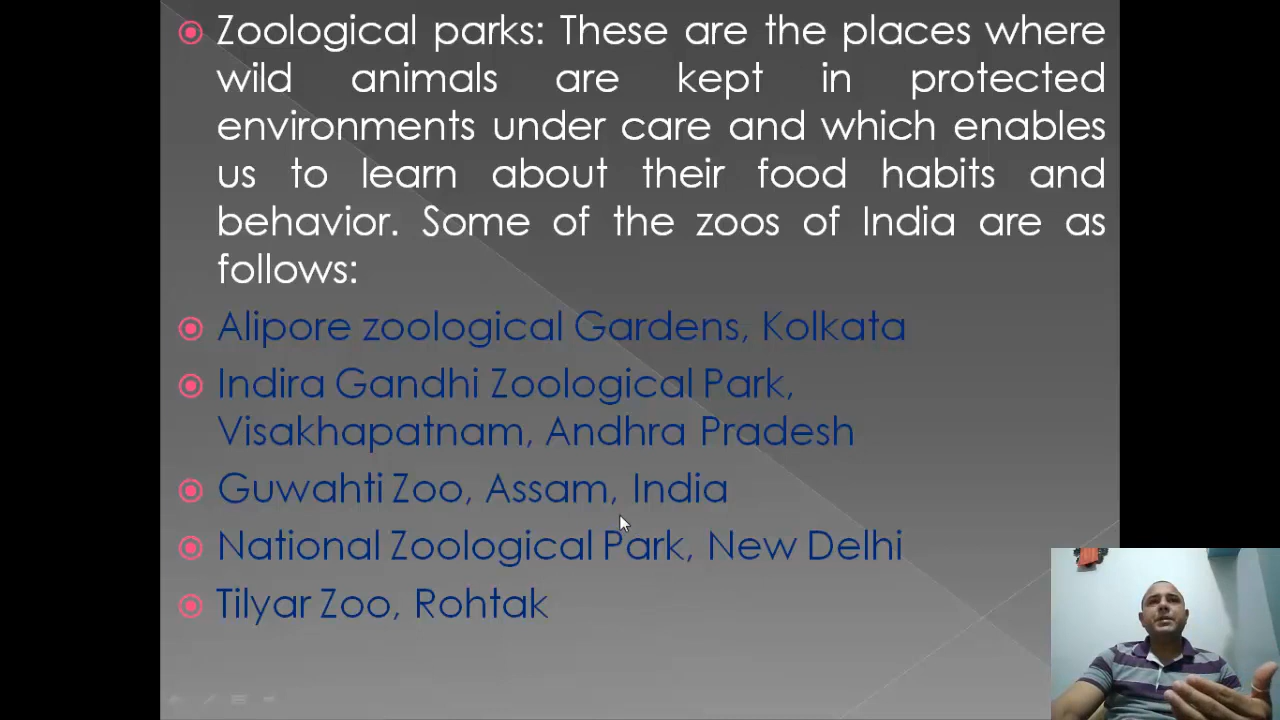 Zoological parks: These are the places where
wild animals are kept in protected
environments under care and which enables
us to learn about their food habits and
behavior. Some of the zoos of India are as
follows:
Alipore zoological Gardens, Kolkata
Indira Gandhi Zoological Park,
Visakhapatnam, Andhra Pradesh
Guwahti Zoo, Assam, India
National Zoological Park, New Delhi
Tilyar Zoo, Rohtak